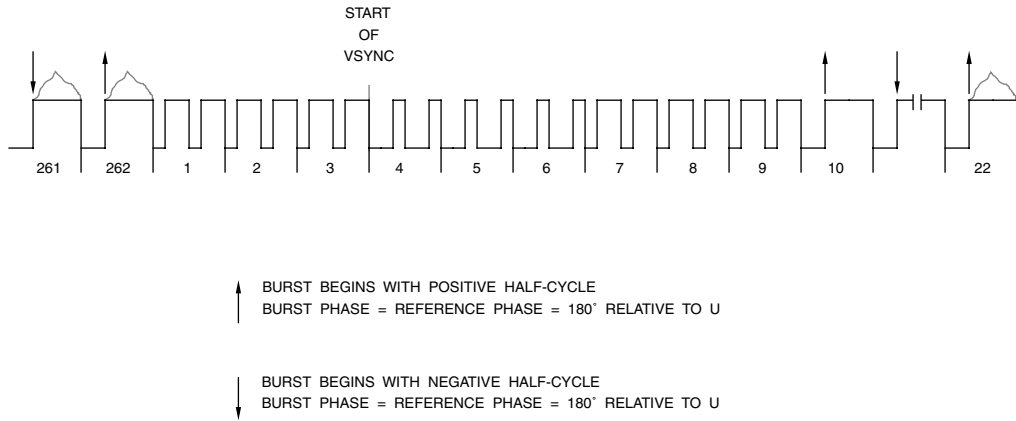 START
OF
VSYNC
261 262 1 2 3 4 5 6 7 8 9 10 22
BURST BEGINS WITH POSITIVE HALF-CYCLE
BURST PHASE = REFERENCE PHASE = 180° RELATIVE TO U
BURST BEGINS WITH NEGATIVE HALF-CYCLE
BURST PHASE = REFERENCE PHASE = 180° RELATIVE TO U